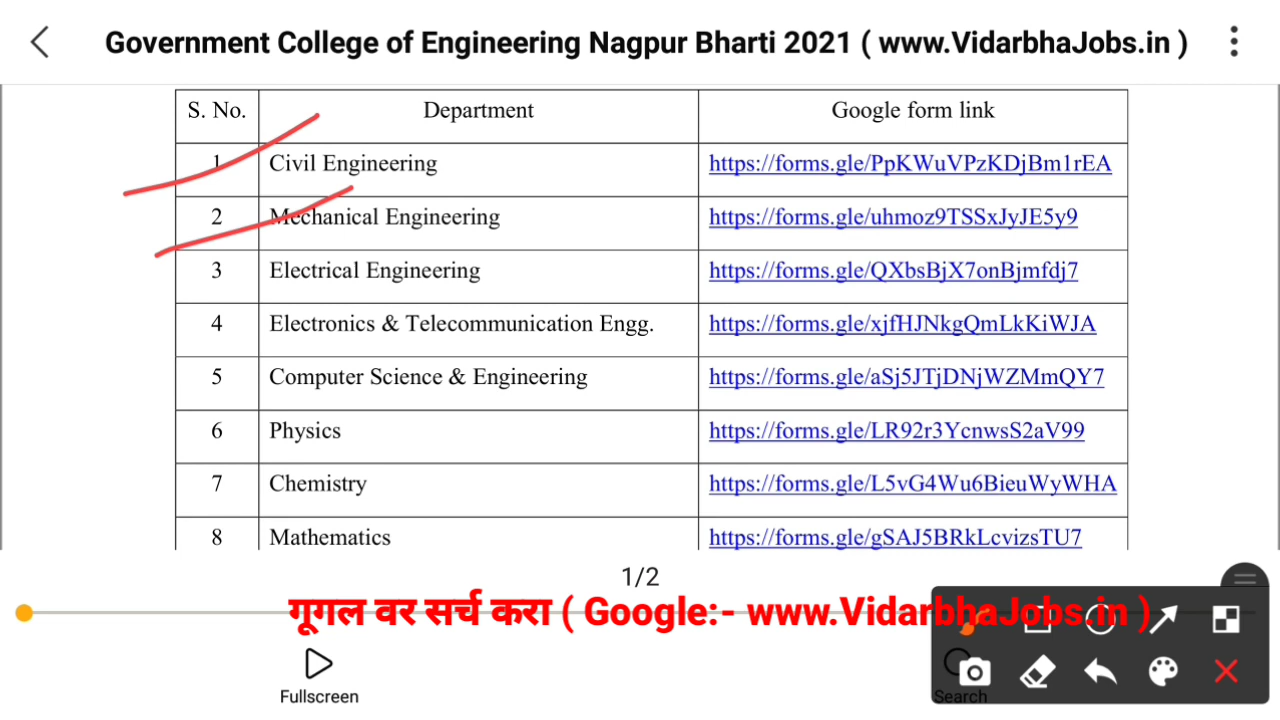 Government College of Engineering Nagpur Bharti 2021 ( www.VidarbhaJobs.in )
S. No. Department Google form link
1 Civil Engineering https://forms.gle/PpKWuVPzKDjBm1rEA
2 Mechanical Engineering https://forms.gle/uhmoz9TSSxJyJE5y9
3 Electrical Engineering https://forms.gle/QXbsBjX7onBjmfdj7
4 Electronics & Telecommunication Engg. https://forms.gle/xjfHJNkgQmLkKiWJA
5 Computer Science & Engineering https://forms.gle/aSj5JTjDNjWZMmQY7
6 Physics https://forms.gle/LR92r3YcnwsS2aV99
7 Chemistry https://forms.gle/L5vG4Wu6BieuWyWHA
8 Mathematics https://forms.gle/gSAJ5BRkLcvizsTU7
1/2
गूगल वर सर्च करा ( Google:- www.VidarbhaJobs.in )
Fullscreen Search